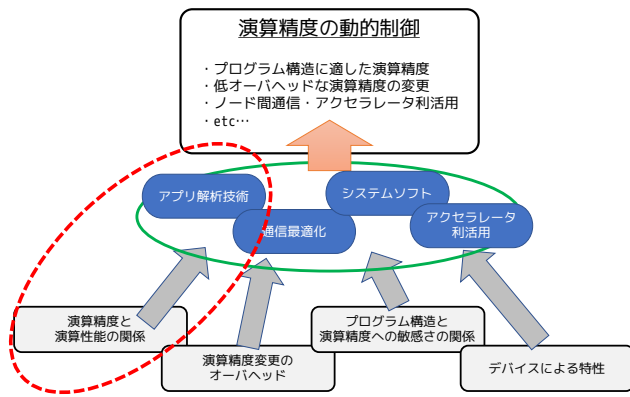 演算精度の動的制御
・プログラム構造に適した演算精度
・低オーバヘッドな演算精度の変更
・ノード間通信・アクセラレータ利活用
・etc…
アプリ解析技術
システムソフト
通信最適化
アクセラレータ
利活用
演算精度と
演算性能の関係
プログラム構造と
演算精度への敏感さの関係
演算精度変更の
オーバヘッド
デバイスによる特性